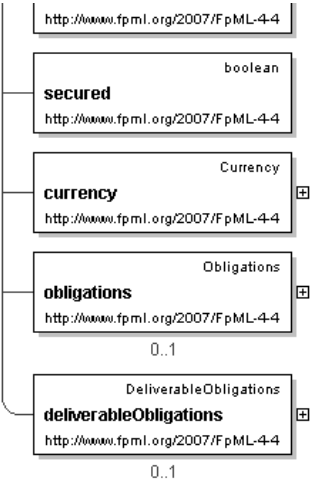 http://www.fpml.org/2007/FpML-4-4
boolean
secured
http://www.fpml.org/2007/FpML-4-4
Currency
currency
http://www.fpml.org/2007/FpML-4-4
Obligations
obligations
http://www.fpml.org/2007/FpML-4-4
0..1
DeliverableObligations
deliverableObligations
http://www.fpml.org/2007/FpML-4-4
0..1